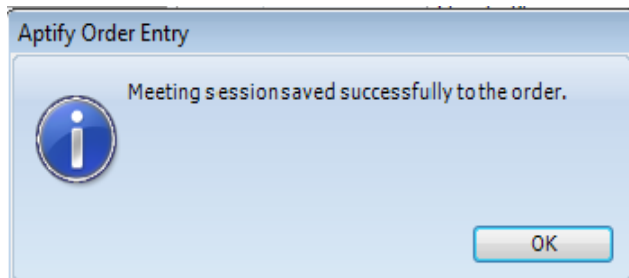 Aptify Order Entry
Meeting session saved successfully to the order.
OK